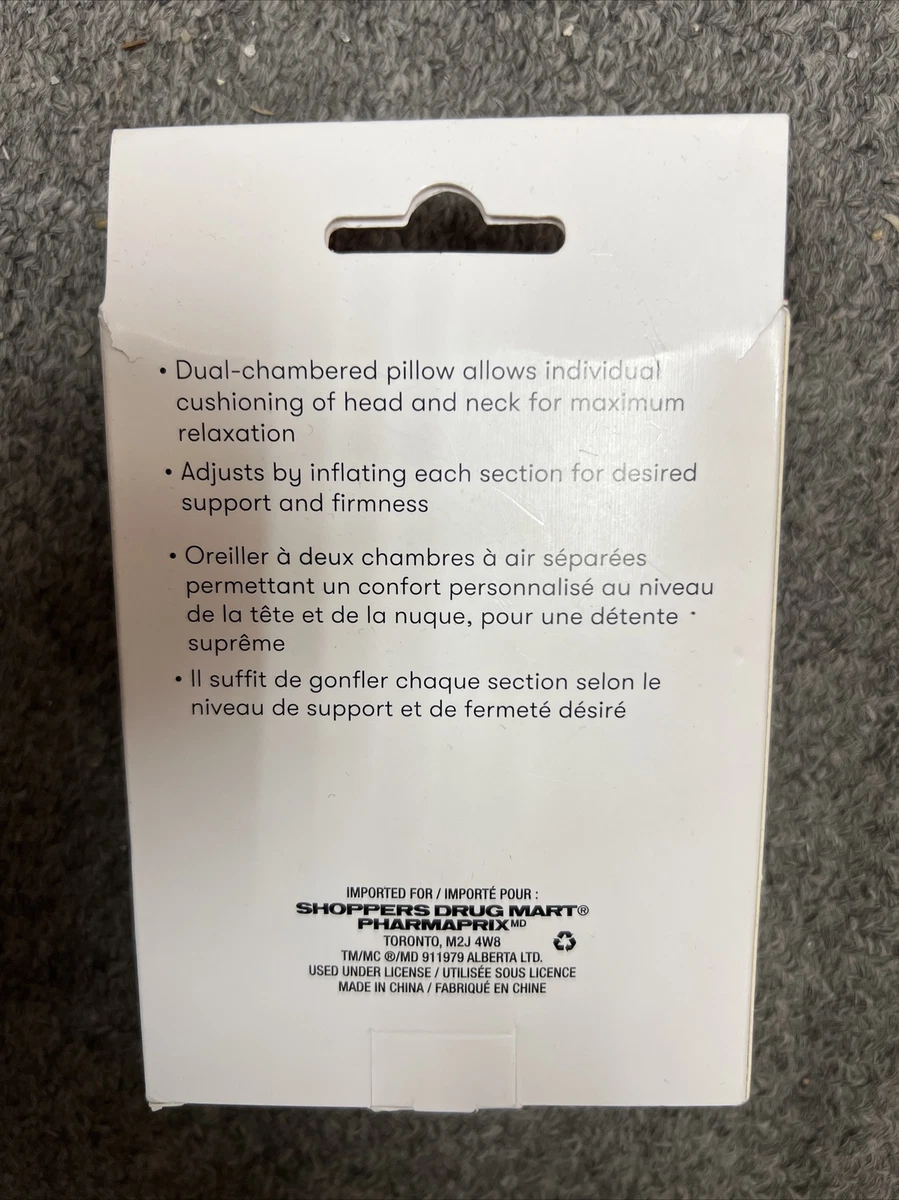 • Dual-chambered pillow allows individual
cushioning of head and neck for maximum
relaxation
• Adjusts by inflating each section for desired
support and firmness
• Oreiller à deux chambres à air séparées
permettant un confort personnalisé au niveau
de la tête et de la nuque, pour une détente
suprême
• Il suffit de gonfler chaque section selon le
niveau de support et de fermeté désiré
IMPORTED FOR / IMPORTÉ POUR :
SHOPPERS DRUG MART®
PHARMAPRIX MD
TORONTO, M2J 4W8
TM/MC ®/MD 911979 ALBERTA LTD.
USED UNDER LICENSE / UTILISÉE SOUS LICENCE
MADE IN CHINA / FABRIQUÉ EN CHINE